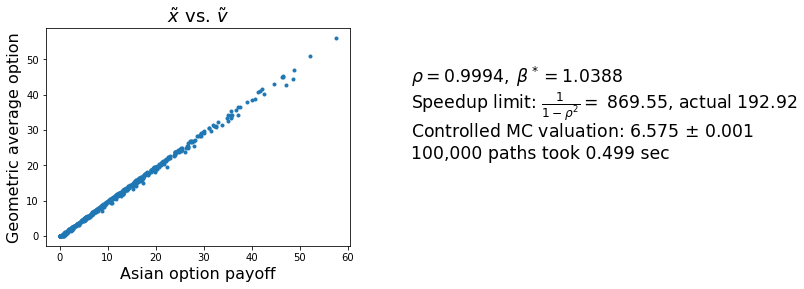 x̃ vs. ṽ
Geometric average option
50
40
30
20
10
0
0 10 20 30 40 50 60
Asian option payoff
ρ = 0.9994, β* = 1.0388
Speedup limit: 1/(1−ρ²) = 869.55, actual 192.92
Controlled MC valuation: 6.575 ± 0.001
100,000 paths took 0.499 sec